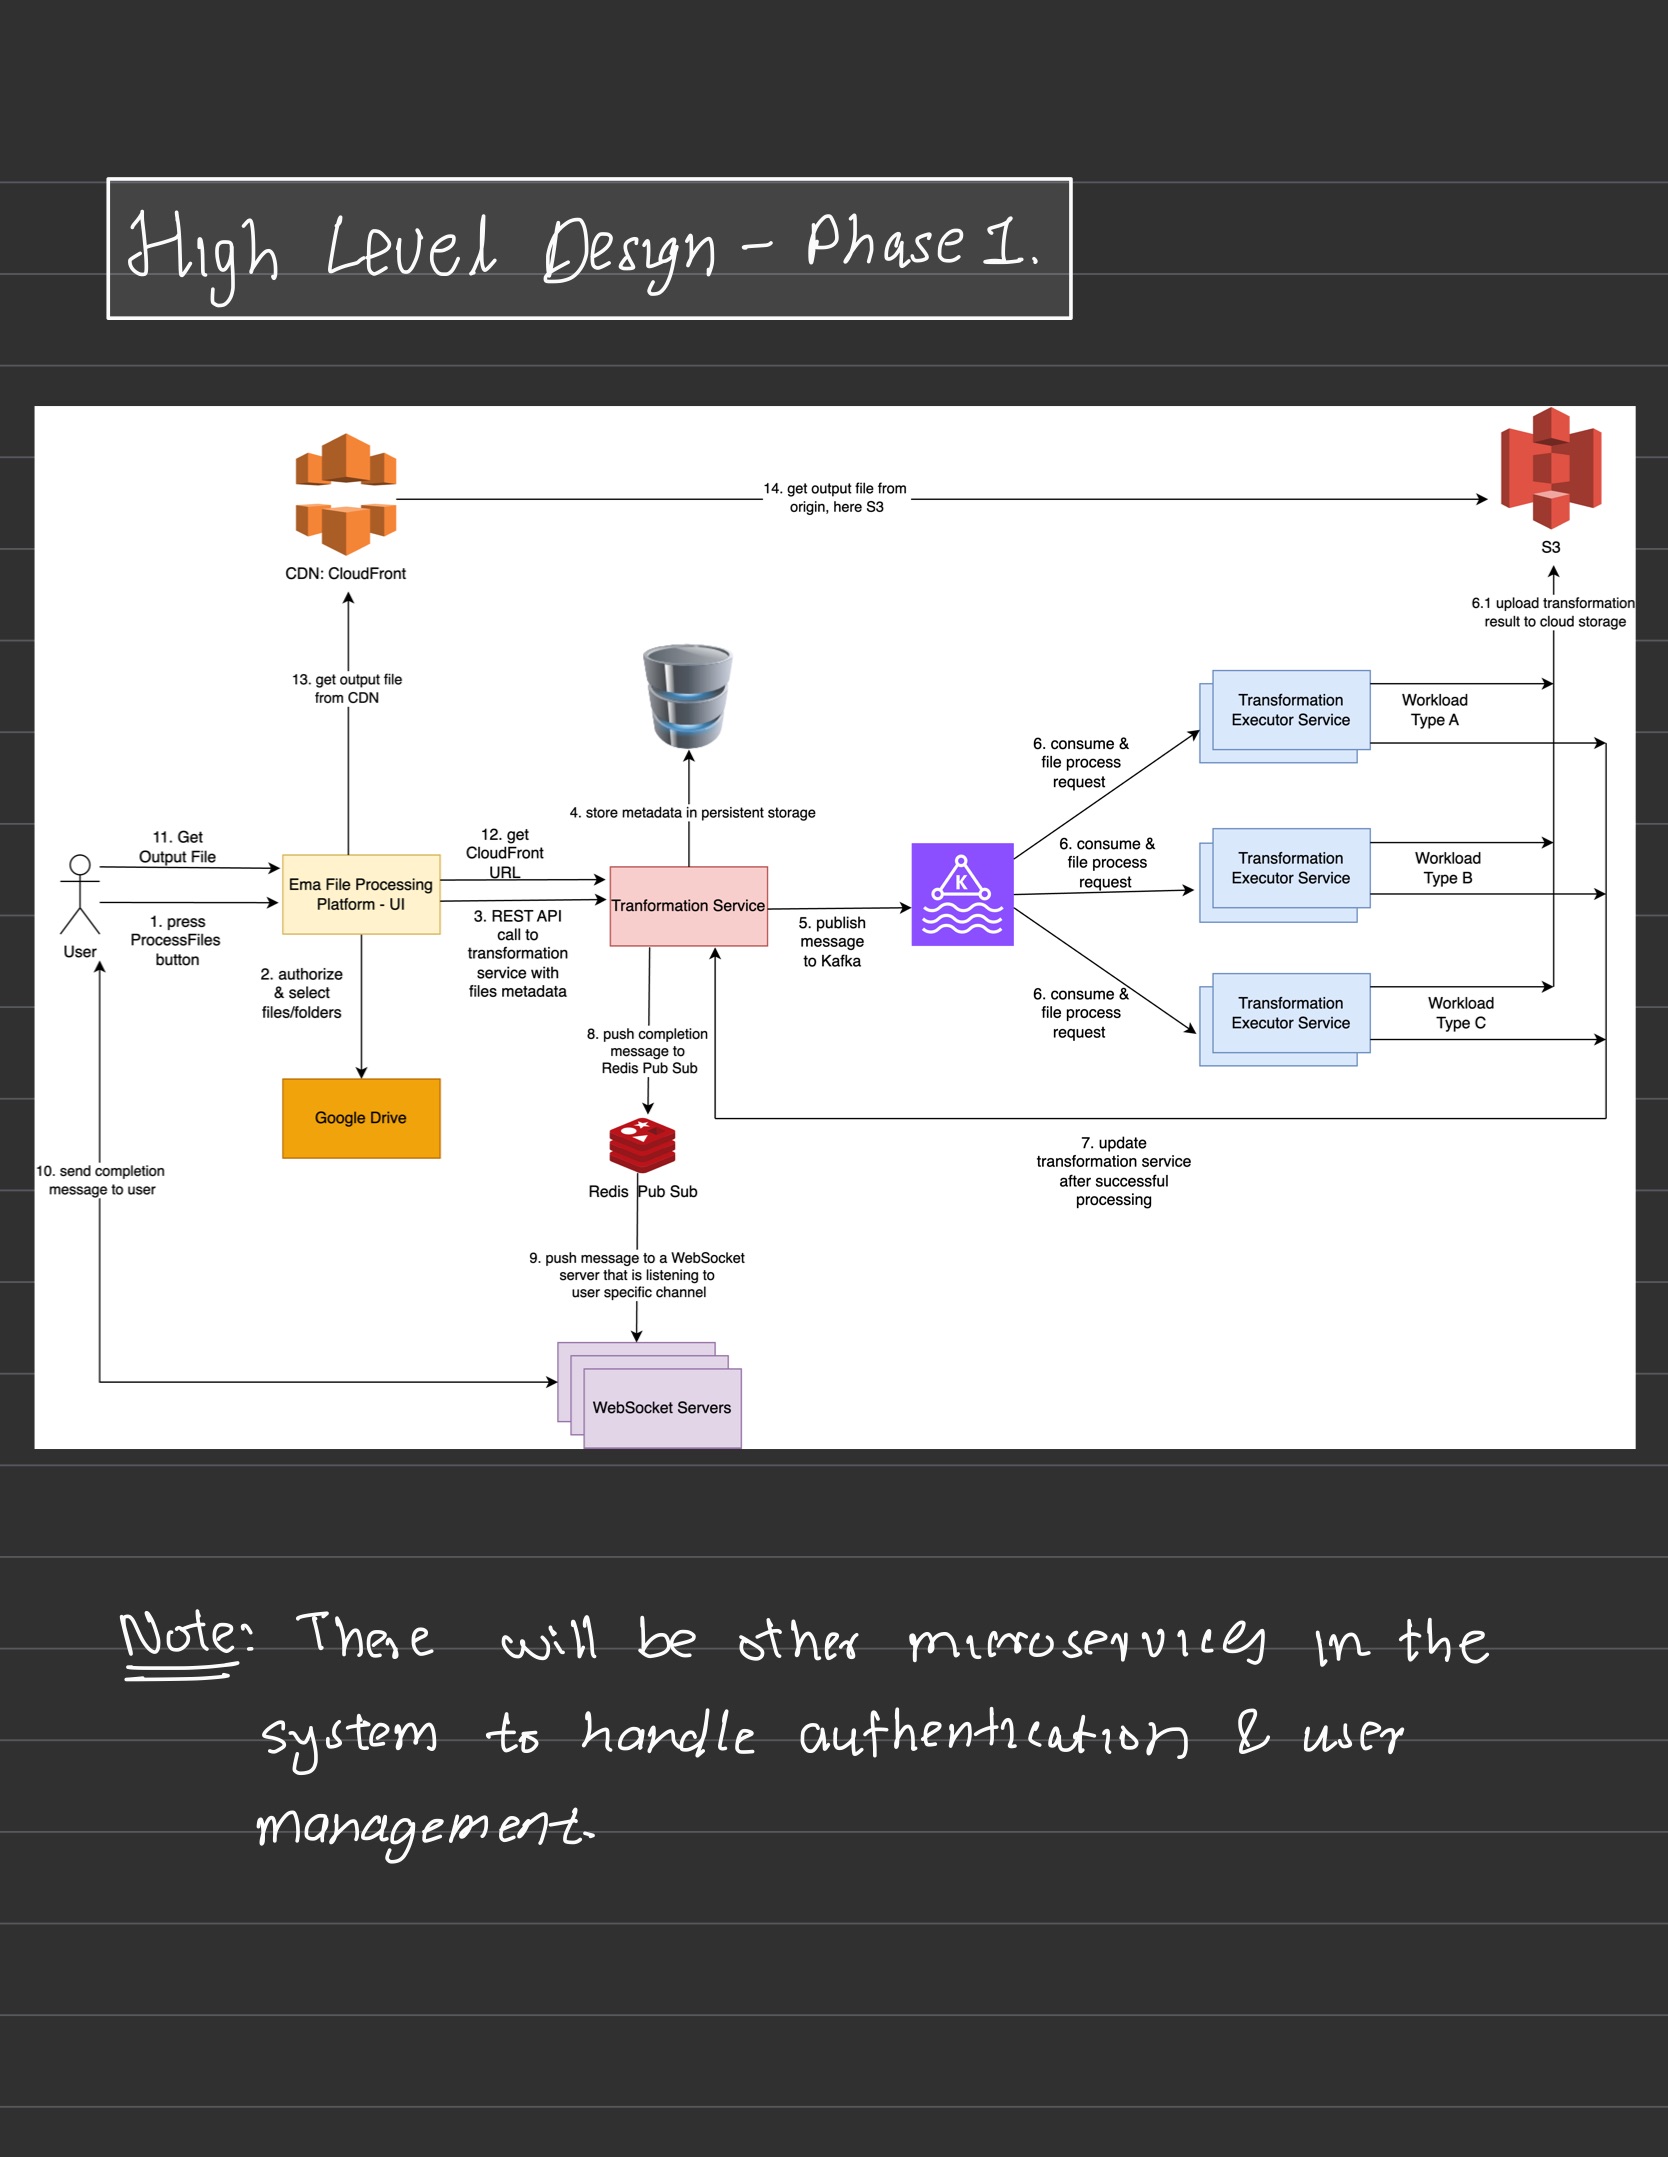 High Level Design - Phase 1.
14. get output file from
origin, here S3
S3
CDN: CloudFront
6.1 upload transformation
result to cloud storage
13. get output file
from CDN
Transformation
Executor Service
Workload
Type A
6. consume &
file process
request
4. store metadata in persistent storage
11. Get
Output File
12. get
CloudFront
URL
6. consume &
file process
request
Transformation
Executor Service
Workload
Type B
Ema File Processing
Platform - UI
K
Tranformation Service
1. press
ProcessFiles
button
User
3. REST API
call to
transformation
service with
files metadata
5. publish
message
to Kafka
2. authorize
& select
files/folders
6. consume &
file process
request
Transformation
Executor Service
Workload
Type C
8. push completion
message to
Redis Pub Sub
Google Drive
7. update
transformation service
after successful
processing
10. send completion
message to user
Redis Pub Sub
9. push message to a WebSocket
server that is listening to
user specific channel
WebSocket Servers
Note: There will be other microservices in the
system to handle authentication & user
management.